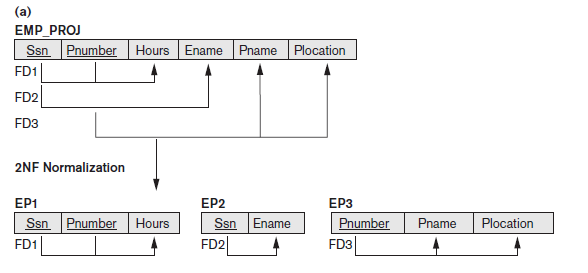 (a)
EMP_PROJ
Ssn Pnumber Hours Ename Pname Plocation
FD1
FD2
FD3
2NF Normalization
EP1 EP2 EP3
Ssn Pnumber Hours Ssn Ename Pnumber Pname Plocation
FD1 FD2 FD3